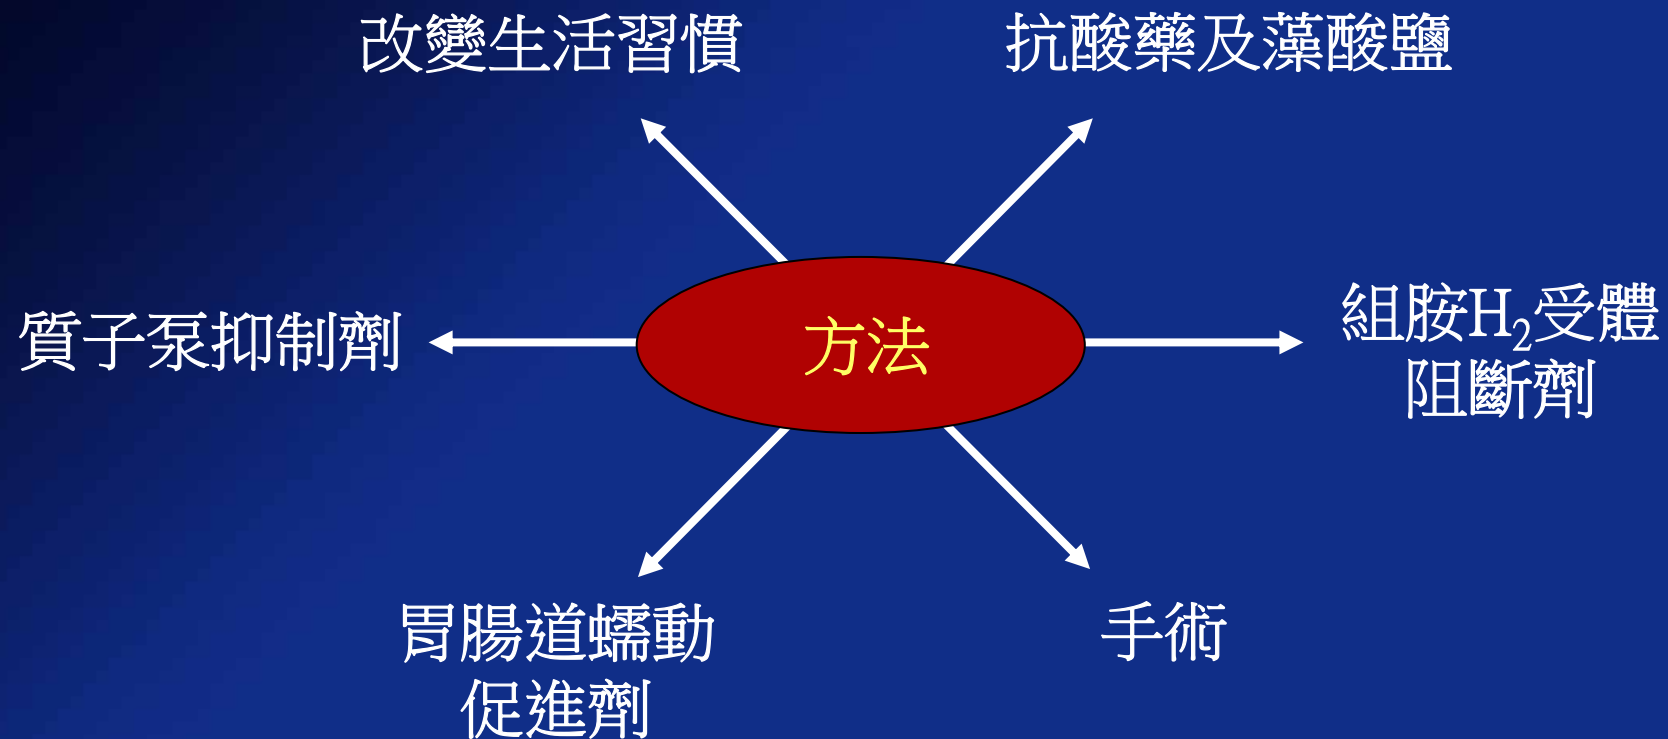 改變生活習慣
抗酸藥及藻酸鹽
質子泵抑制劑
方法
組胺H₂受體
阻斷劑
胃腸道蠕動
促進劑
手術